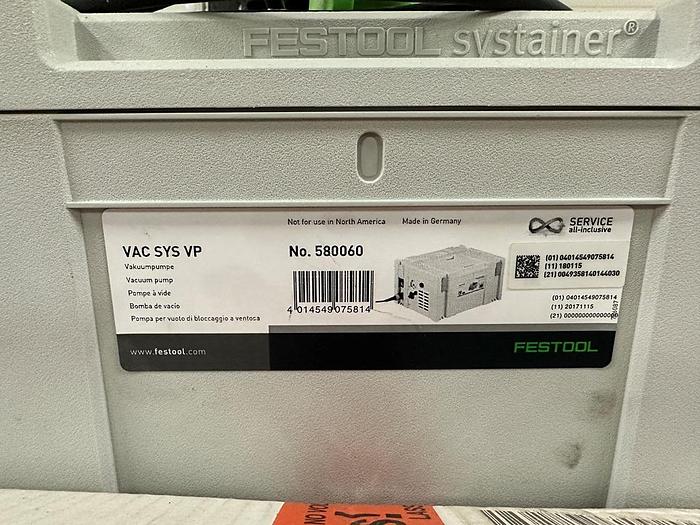 FESTOOL systainer®
Not for use in North America Made in Germany
SERVICE
all-inclusive
VAC SYS VP
No. 580060
Vakuumpumpe
Vacuum pump
Pompe à vide
Bomba de vacio
Pompa per vuoto di bloccaggio a ventosa
4 014549 075814
(01) 04014549075814
(11) 180115
(21) 0049358140144030
(01) 04014549075814
(11) 20171115
www.festool.com
FESTOOL